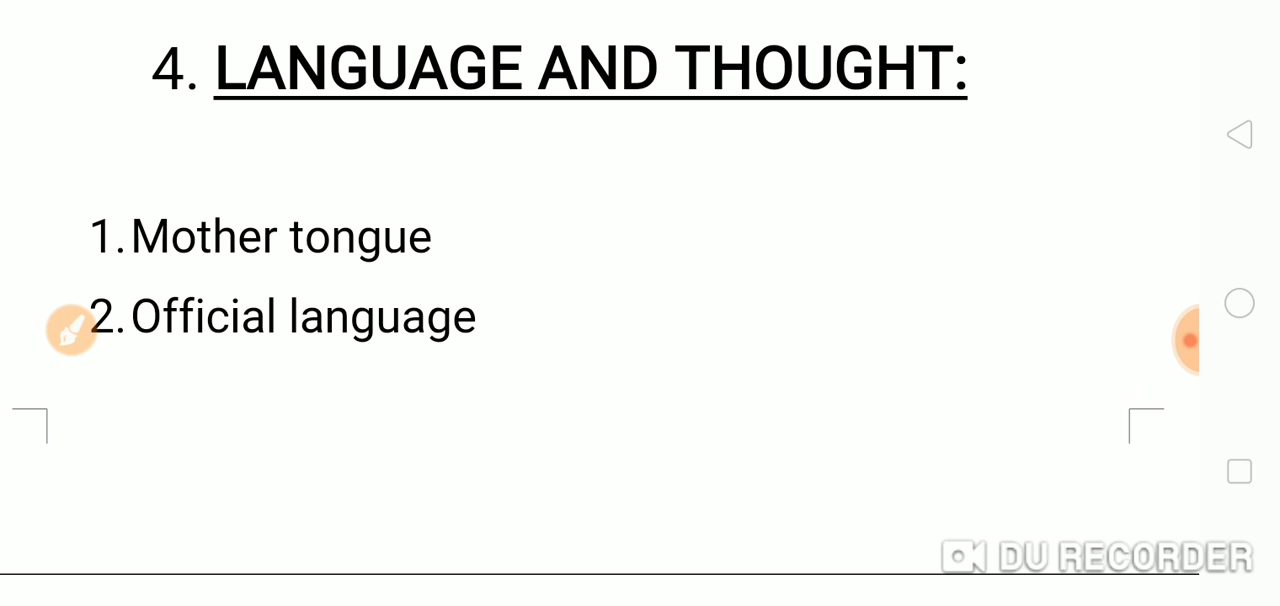 4. LANGUAGE AND THOUGHT:
1. Mother tongue
2. Official language
DU RECORDER